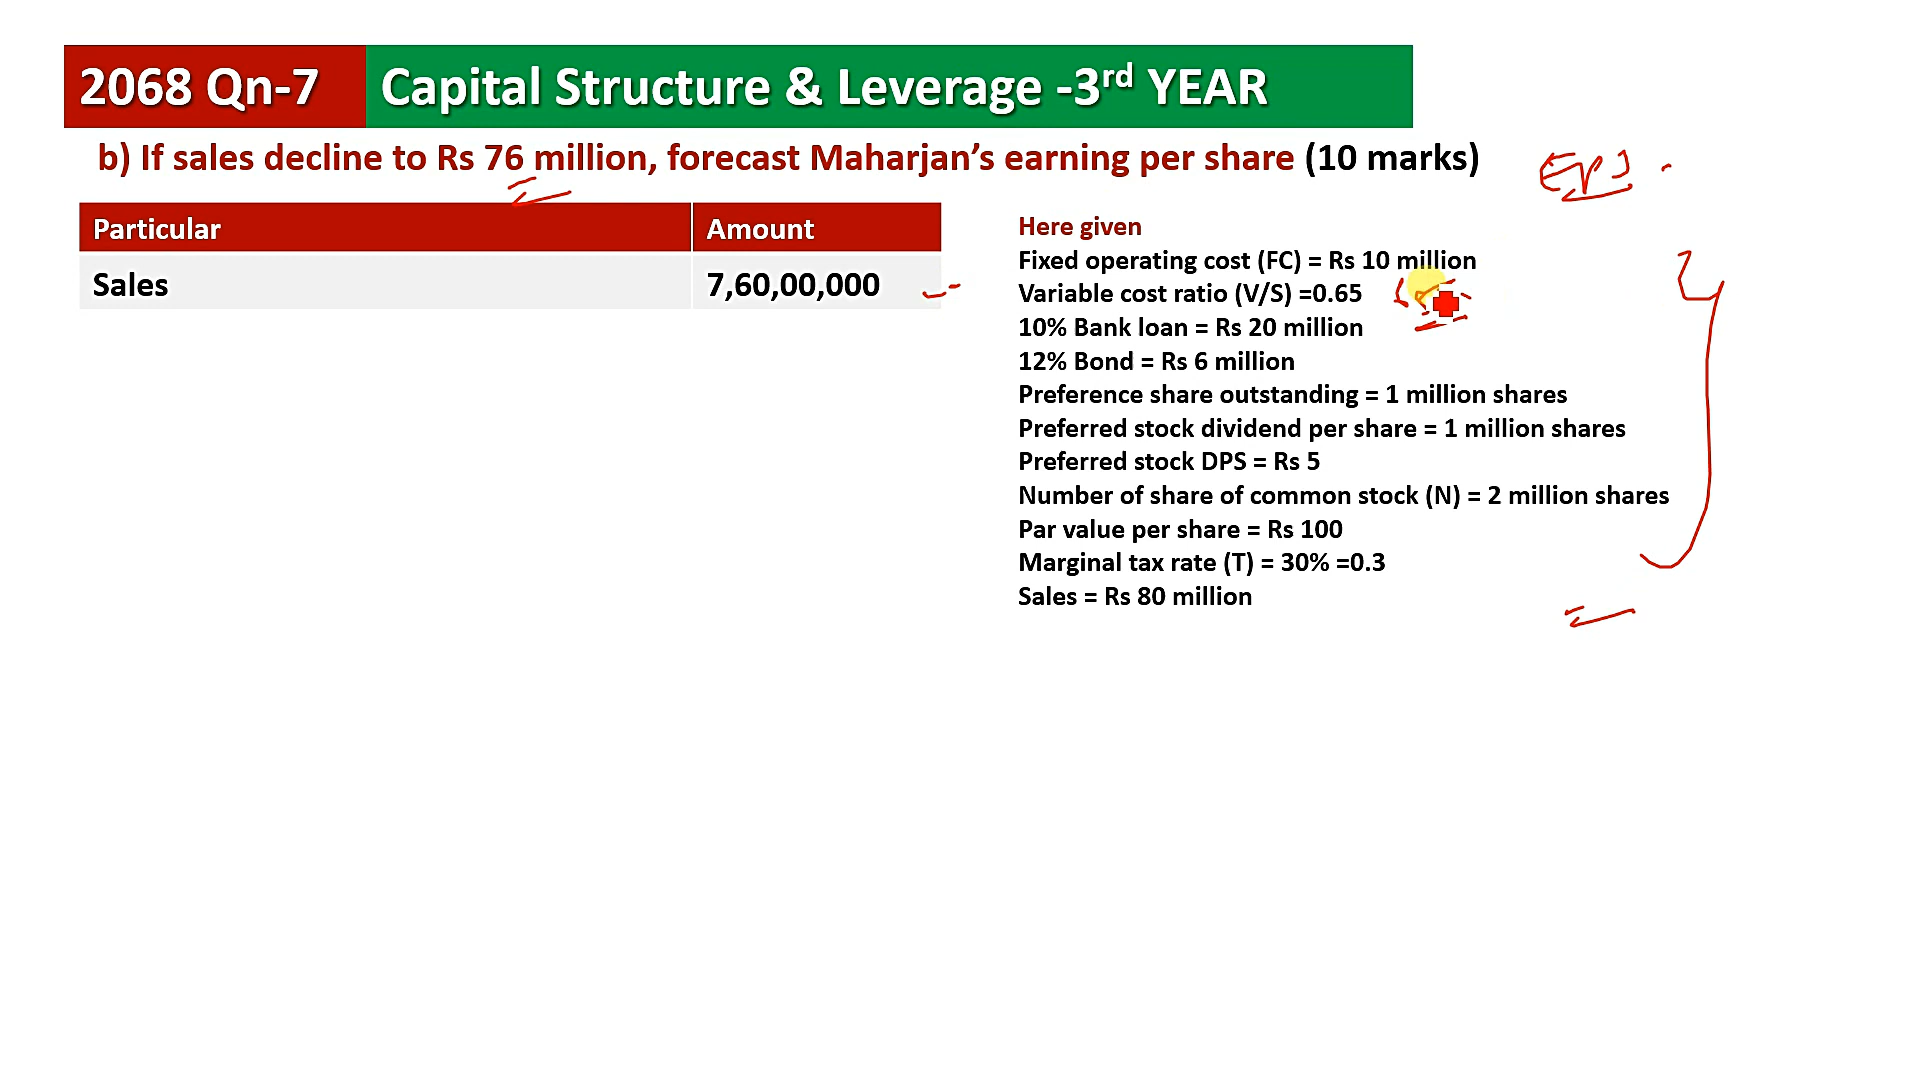 2068 Qn-7 Capital Structure & Leverage -3rd YEAR
b) If sales decline to Rs 76 million, forecast Maharjan's earning per share (10 marks)
Eps
Particular Amount
Sales 7,60,00,000
Here given
Fixed operating cost (FC) = Rs 10 million
Variable cost ratio (V/S) =0.65
10% Bank loan = Rs 20 million
12% Bond = Rs 6 million
Preference share outstanding = 1 million shares
Preferred stock dividend per share = 1 million shares
Preferred stock DPS = Rs 5
Number of share of common stock (N) = 2 million shares
Par value per share = Rs 100
Marginal tax rate (T) = 30% =0.3
Sales = Rs 80 million